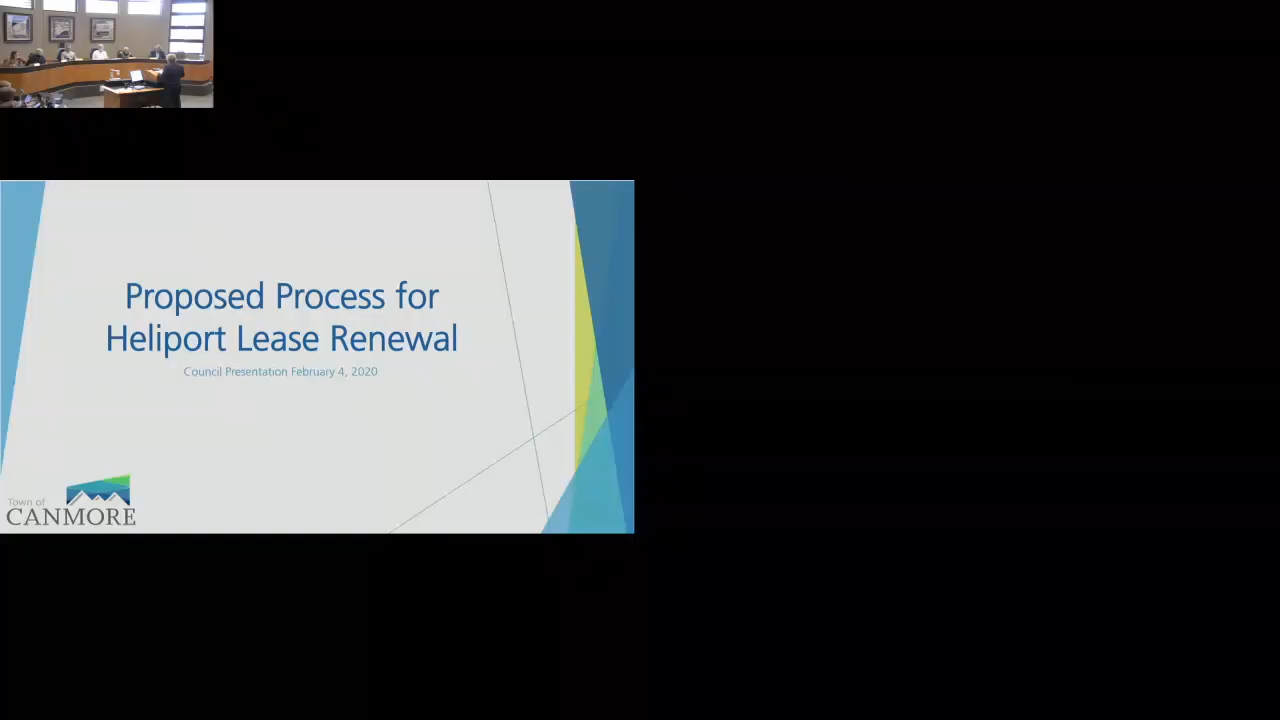 Proposed Process for
Heliport Lease Renewal
Council Presentation February 4, 2020
Town of
CANMORE